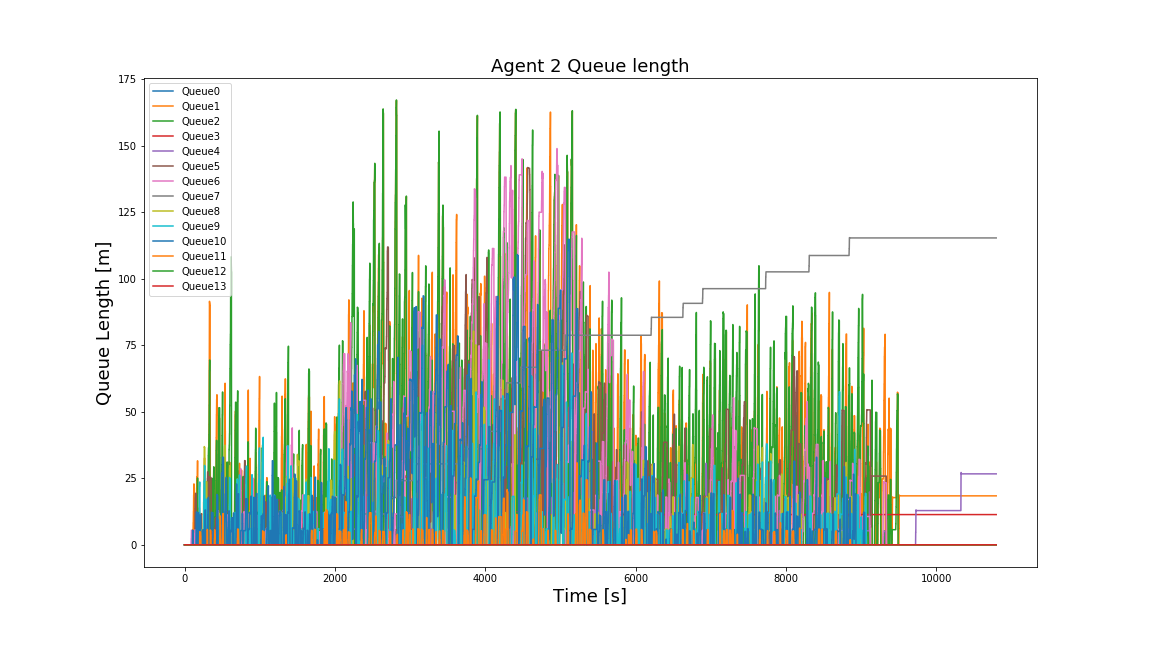 Agent 2 Queue length
175
150
125
100
75
50
25
0
Queue Length [m]
Queue0
Queue1
Queue2
Queue3
Queue4
Queue5
Queue6
Queue7
Queue8
Queue9
Queue10
Queue11
Queue12
Queue13
0 2000 4000 6000 8000 10000
Time [s]